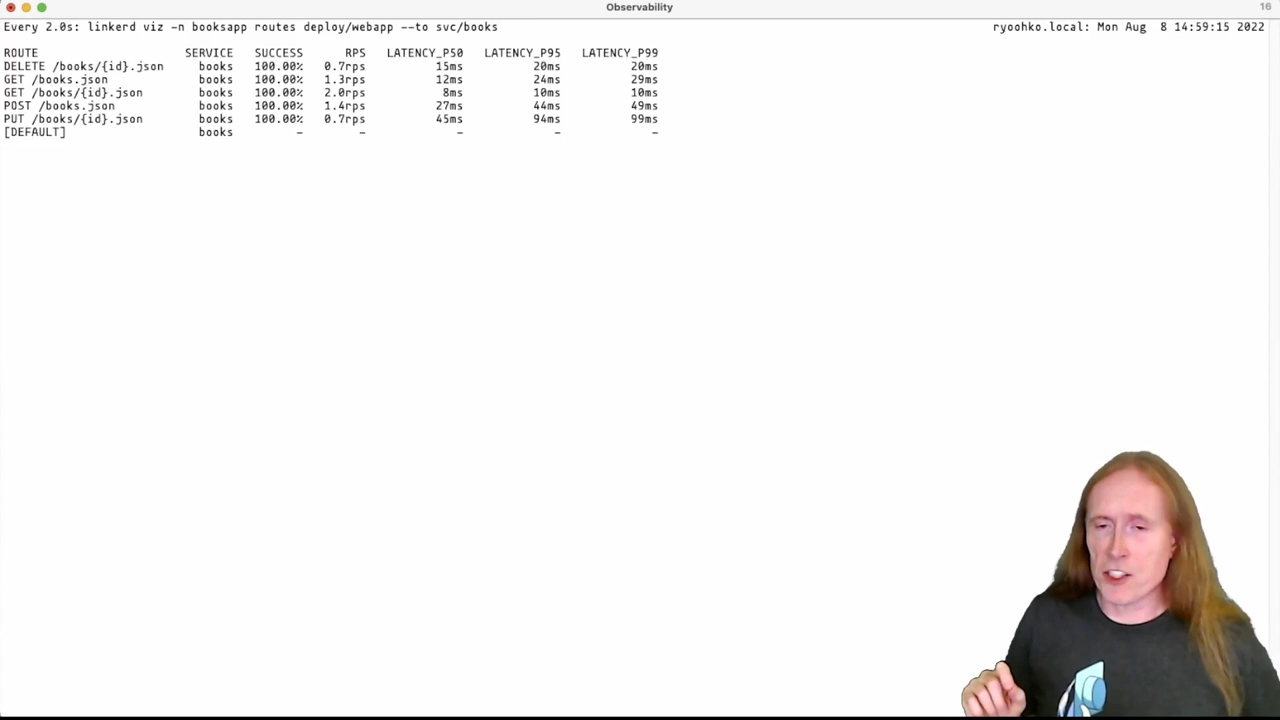 Observability
16
Every 2.0s: linkerd viz -n booksapp routes deploy/webapp --to svc/books ryoohko.local: Mon Aug  8 14:59:15 2022
ROUTE SERVICE SUCCESS RPS LATENCY_P50 LATENCY_P95 LATENCY_P99
DELETE /books/{id}.json books 100.00% 0.7rps 15ms 20ms 20ms
GET /books.json books 100.00% 1.3rps 12ms 24ms 29ms
GET /books/{id}.json books 100.00% 2.0rps 8ms 10ms 10ms
POST /books.json books 100.00% 1.4rps 27ms 44ms 49ms
PUT /books/{id}.json books 100.00% 0.7rps 45ms 94ms 99ms
[DEFAULT] books - - - - -